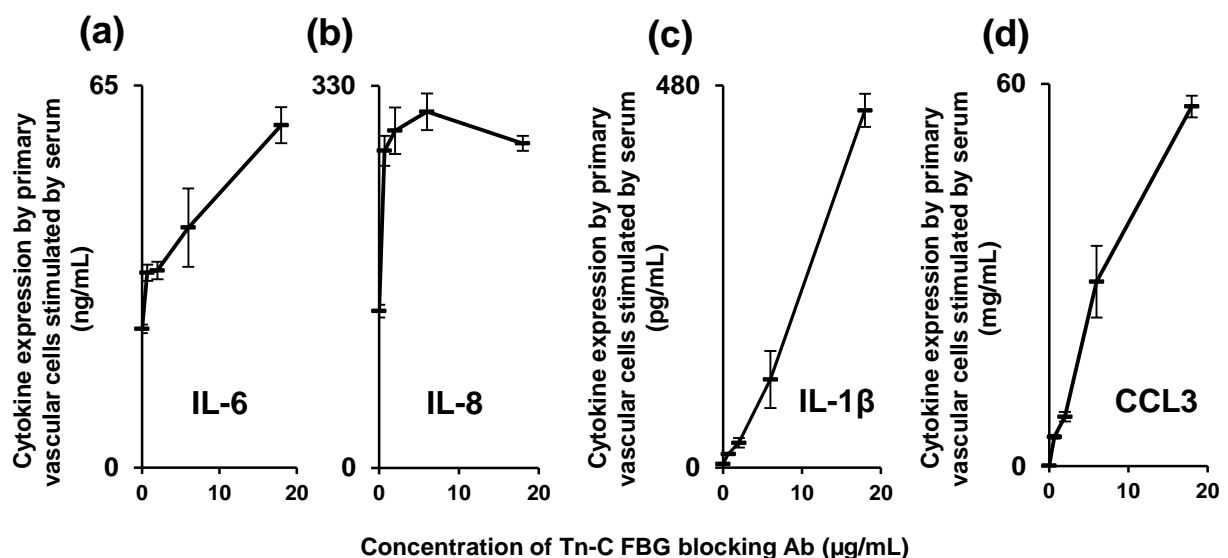 (a)
(b)
(c)
(d)
Cytokine expression by primary
vascular cells stimulated by serum
(ng/mL)
65
0
0
20
IL-6
330
0
0
20
IL-8
Cytokine expression by primary
vascular cells stimulated by serum
(pg/mL)
480
0
0
20
IL-1β
Cytokine expression by primary
vascular cells stimulated by serum
(mg/mL)
60
0
0
10
20
CCL3
Concentration of Tn-C FBG blocking Ab (µg/mL)